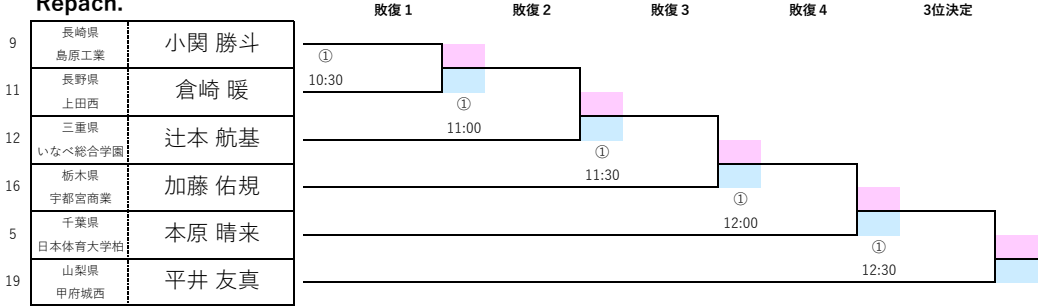 Repach.
敗復1 敗復2 敗復3 敗復4 3位決定
9 長崎県 島原工業 小関 勝斗
① 10:30
11 長野県 上田西 倉崎 暖
① 11:00
12 三重県 いなべ総合学園 辻本 航基
① 11:30
16 栃木県 宇都宮商業 加藤 佑規
① 12:00
5 千葉県 日本体育大学柏 本原 晴来
① 12:30
19 山梨県 甲府城西 平井 友真